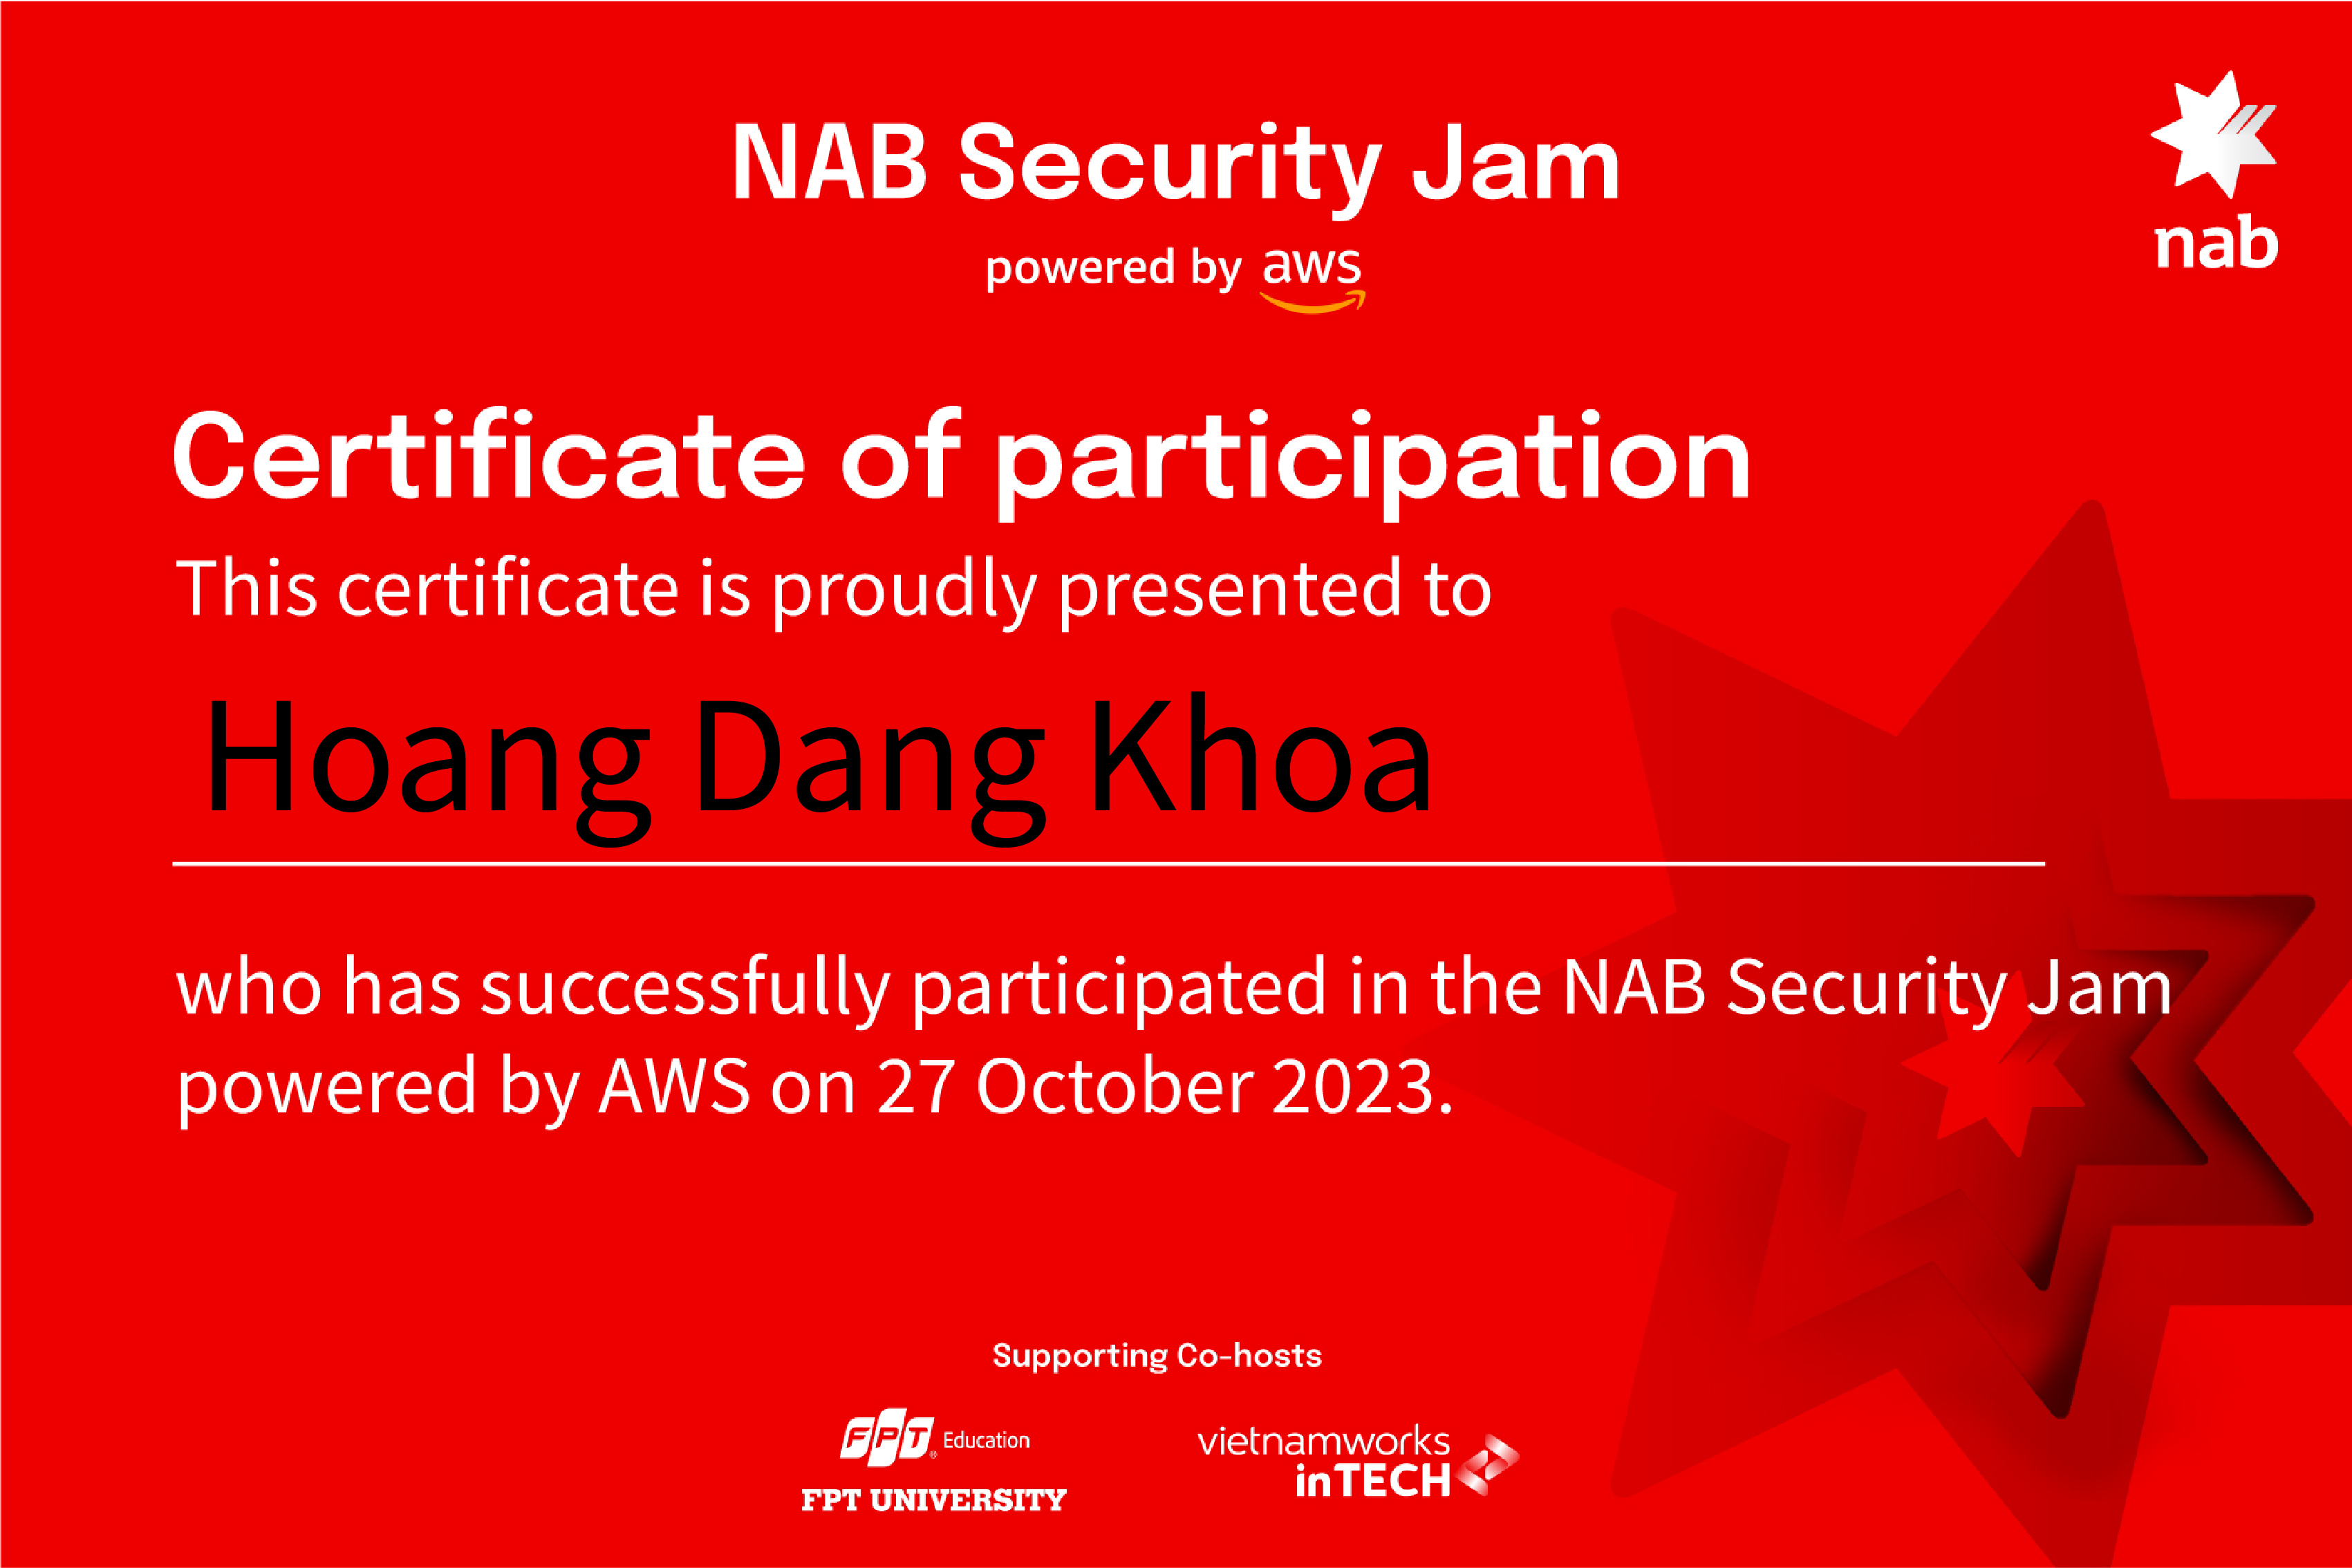 NAB Security Jam
nab
powered by aws
Certificate of participation
This certificate is proudly presented to
Hoang Dang Khoa
who has successfully participated in the NAB Security Jam
powered by AWS on 27 October 2023.
Supporting Co-hosts
FPT® Education
FPT UNIVERSITY
vietnamworks
inTECH